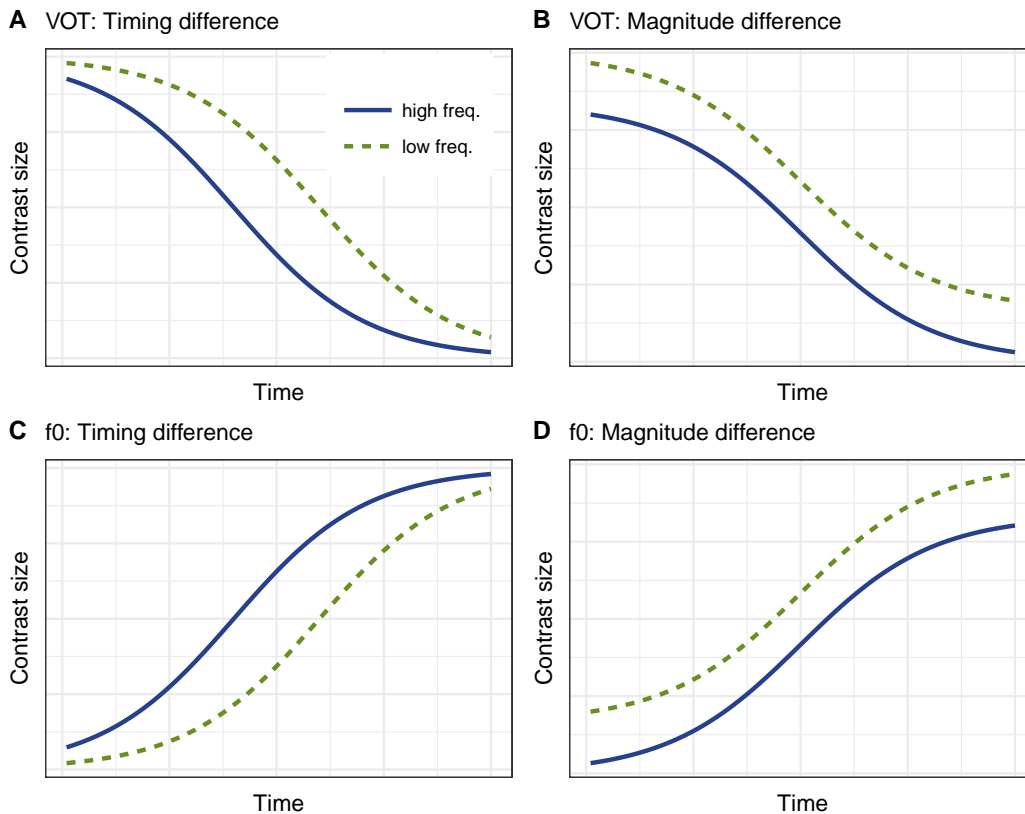 A VOT: Timing difference
B VOT: Magnitude difference
high freq.
low freq.
Contrast size
Contrast size
Time
Time
C f0: Timing difference
D f0: Magnitude difference
Contrast size
Contrast size
Time
Time